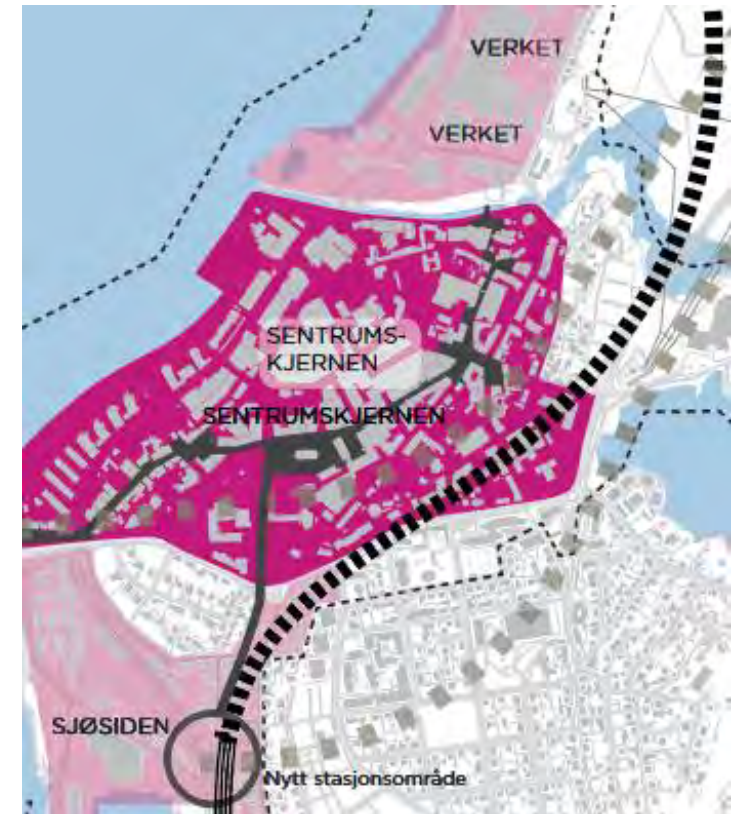 VERKET
VERKET
SENTRUMS-
KJERNEN
SENTRUMSKJERNEN
SJØSIDEN
Nytt stasjonsområde